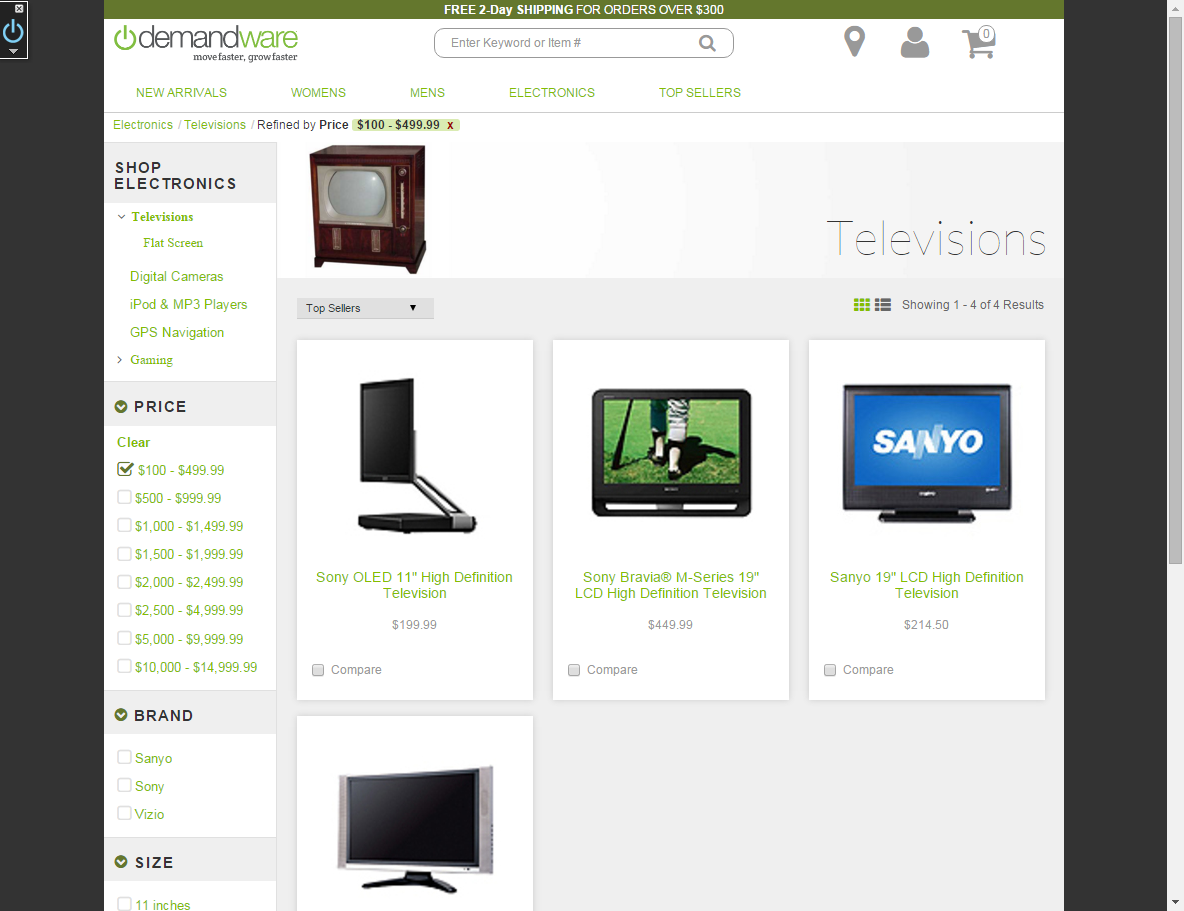 FREE 2-Day SHIPPING FOR ORDERS OVER $300
demandware
move faster, grow faster
Enter Keyword or Item #
0
NEW ARRIVALS
WOMENS
MENS
ELECTRONICS
TOP SELLERS
Electronics / Televisions / Refined by Price $100 - $499.99 x
SHOP
ELECTRONICS
Televisions
Flat Screen
Digital Cameras
iPod & MP3 Players
GPS Navigation
Gaming
PRICE
Clear
$100 - $499.99
$500 - $999.99
$1,000 - $1,499.99
$1,500 - $1,999.99
$2,000 - $2,499.99
$2,500 - $4,999.99
$5,000 - $9,999.99
$10,000 - $14,999.99
BRAND
Sanyo
Sony
Vizio
SIZE
11 inches
Televisions
Top Sellers
Showing 1 - 4 of 4 Results
Sony OLED 11" High Definition
Television
$199.99
Compare
Sony Bravia® M-Series 19"
LCD High Definition Television
$449.99
Compare
SANYO
Sanyo 19" LCD High Definition
Television
$214.50
Compare